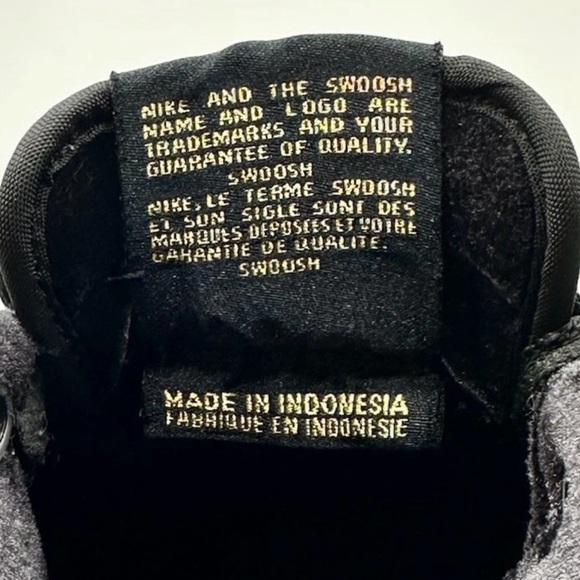 NIKE AND THE SWOOSH
NAME AND LOGO ARE
TRADEMARKS AND YOUR
GUARANTEE OF QUALITY.
SWOOSH
NIKE, LE TERME SWOOSH
ET SON SIGLE SONT DES
MARQUES DEPOSEES ET VOTRE
GARANTIE DE QUALITE.
SWOOSH
MADE IN INDONESIA
FABRIQUE EN INDONESIE